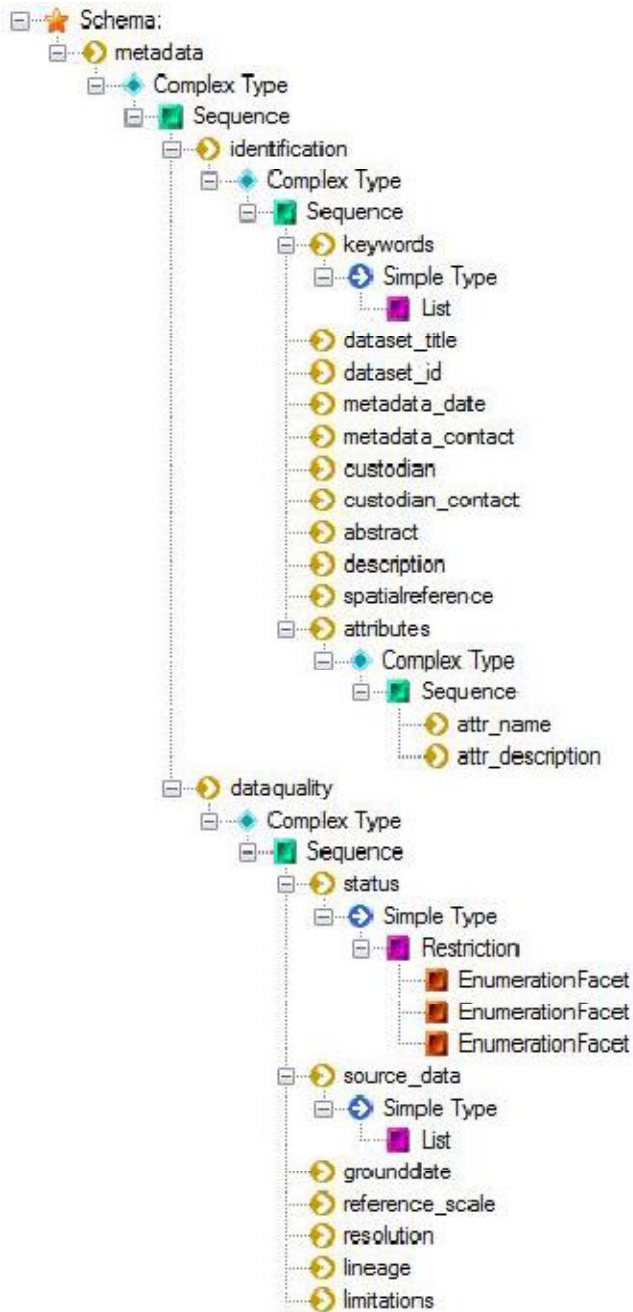 Schema:
metadata
Complex Type
Sequence
identification
Complex Type
Sequence
keywords
Simple Type
List
dataset_title
dataset_id
metadata_date
metadata_contact
custodian
custodian_contact
abstract
description
spatialreference
attributes
Complex Type
Sequence
attr_name
attr_description
dataquality
Complex Type
Sequence
status
Simple Type
Restriction
EnumerationFacet
EnumerationFacet
EnumerationFacet
source_data
Simple Type
List
grounddate
reference_scale
resolution
lineage
limitations